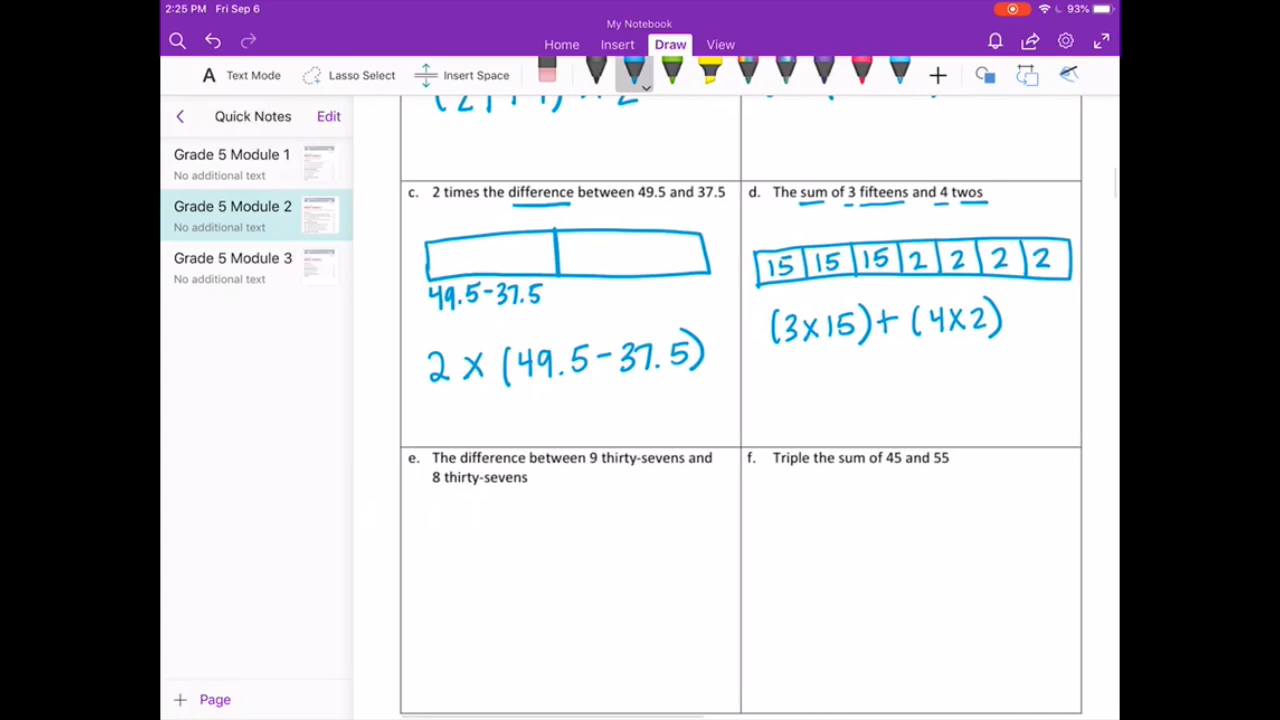 2:25 PM Fri Sep 6
93%
My Notebook
Home Insert Draw View
A Text Mode Lasso Select Insert Space
Quick Notes Edit
Grade 5 Module 1
No additional text
Grade 5 Module 2
No additional text
Grade 5 Module 3
No additional text
c. 2 times the difference between 49.5 and 37.5
49.5-37.5
2 x (49.5-37.5)
d. The sum of 3 fifteens and 4 twos
15 15 15 2 2 2 2
(3x15)+(4x2)
e. The difference between 9 thirty-sevens and
8 thirty-sevens
f. Triple the sum of 45 and 55
+ Page